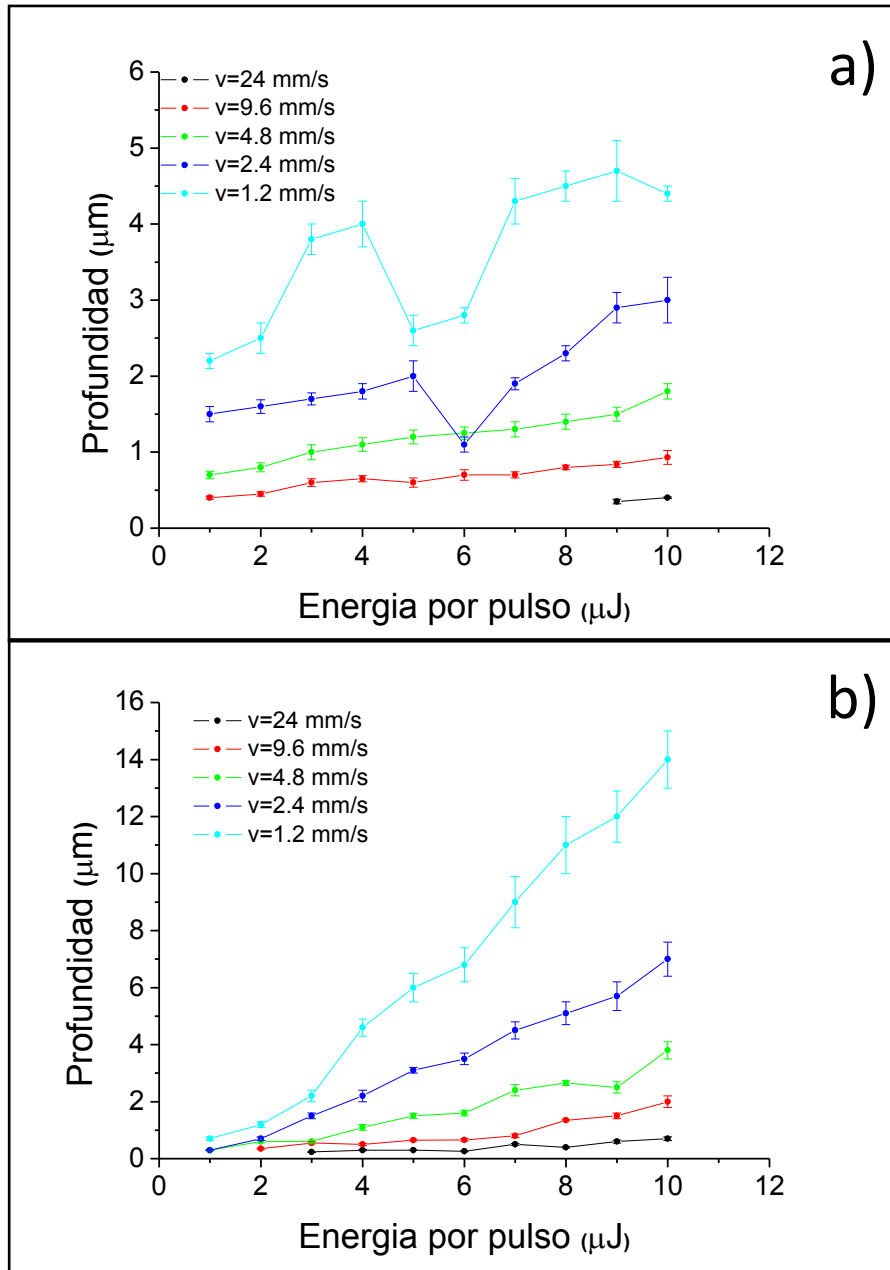 a)
6
5
4
3
2
1
0
Profundidad (μm)
v=24 mm/s
v=9.6 mm/s
v=4.8 mm/s
v=2.4 mm/s
v=1.2 mm/s
0 2 4 6 8 10 12
Energia por pulso (μJ)
b)
16
14
12
10
8
6
4
2
0
Profundidad (μm)
v=24 mm/s
v=9.6 mm/s
v=4.8 mm/s
v=2.4 mm/s
v=1.2 mm/s
0 2 4 6 8 10 12
Energia por pulso (μJ)